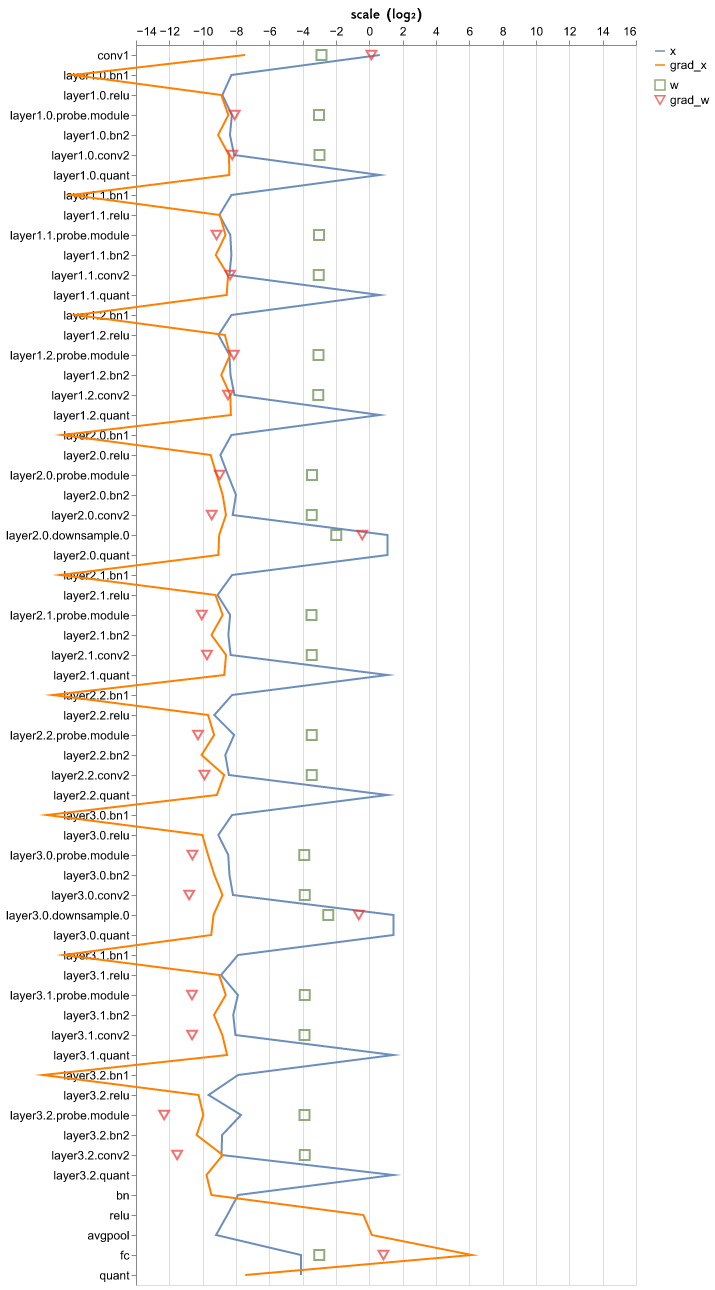 scale (log₂)
−14 −12 −10 −8 −6 −4 −2 0 2 4 6 8 10 12 14 16
conv1
layer1.0.bn1
layer1.0.relu
layer1.0.probe.module
layer1.0.bn2
layer1.0.conv2
layer1.0.quant
layer1.1.bn1
layer1.1.relu
layer1.1.probe.module
layer1.1.bn2
layer1.1.conv2
layer1.1.quant
layer1.2.bn1
layer1.2.relu
layer1.2.probe.module
layer1.2.bn2
layer1.2.conv2
layer1.2.quant
layer2.0.bn1
layer2.0.relu
layer2.0.probe.module
layer2.0.bn2
layer2.0.conv2
layer2.0.downsample.0
layer2.0.quant
layer2.1.bn1
layer2.1.relu
layer2.1.probe.module
layer2.1.bn2
layer2.1.conv2
layer2.1.quant
layer2.2.bn1
layer2.2.relu
layer2.2.probe.module
layer2.2.bn2
layer2.2.conv2
layer2.2.quant
layer3.0.bn1
layer3.0.relu
layer3.0.probe.module
layer3.0.bn2
layer3.0.conv2
layer3.0.downsample.0
layer3.0.quant
layer3.1.bn1
layer3.1.relu
layer3.1.probe.module
layer3.1.bn2
layer3.1.conv2
layer3.1.quant
layer3.2.bn1
layer3.2.relu
layer3.2.probe.module
layer3.2.bn2
layer3.2.conv2
layer3.2.quant
bn
relu
avgpool
fc
quant
x
grad_x
w
grad_w